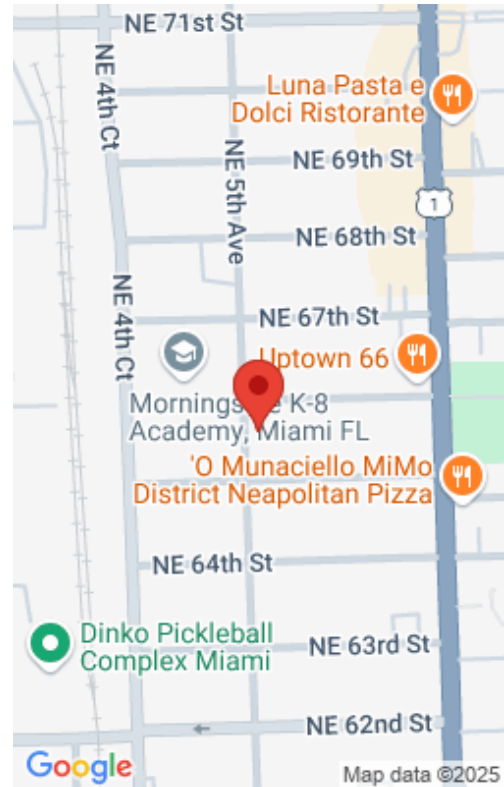 NE 71st St
NE 4th Ct
Luna Pasta e
Dolci Ristorante
NE 5th Ave
NE 69th St
1
NE 68th St
NE 4th Ct
NE 67th St
Uptown 66
Morningside K-8
Academy, Miami FL
'O Munaciello MiMo
District Neapolitan Pizza
NE 64th St
Dinko Pickleball
Complex Miami
NE 63rd St
NE 62nd St
Google
Map data ©2025